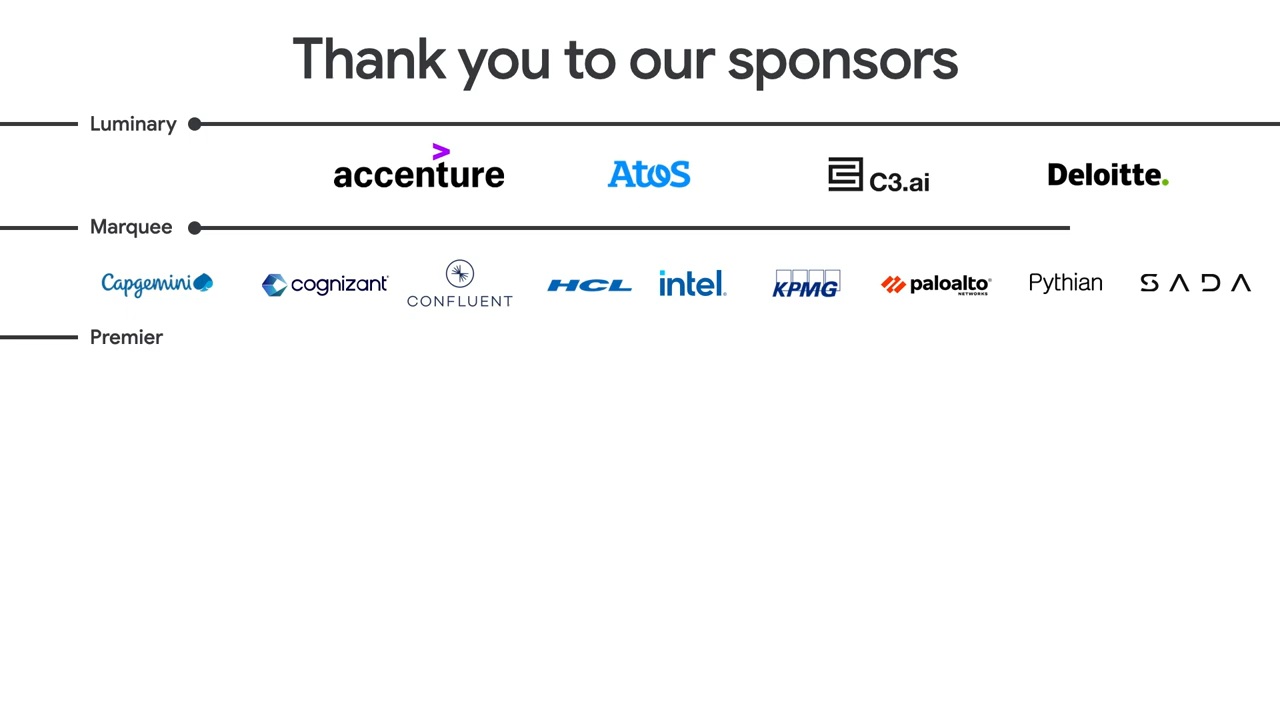 Thank you to our sponsors
Luminary
accenture Atos C3.ai Deloitte.
Marquee
Capgemini cognizant CONFLUENT HCL intel. KPMG paloalto NETWORKS Pythian SADA
Premier